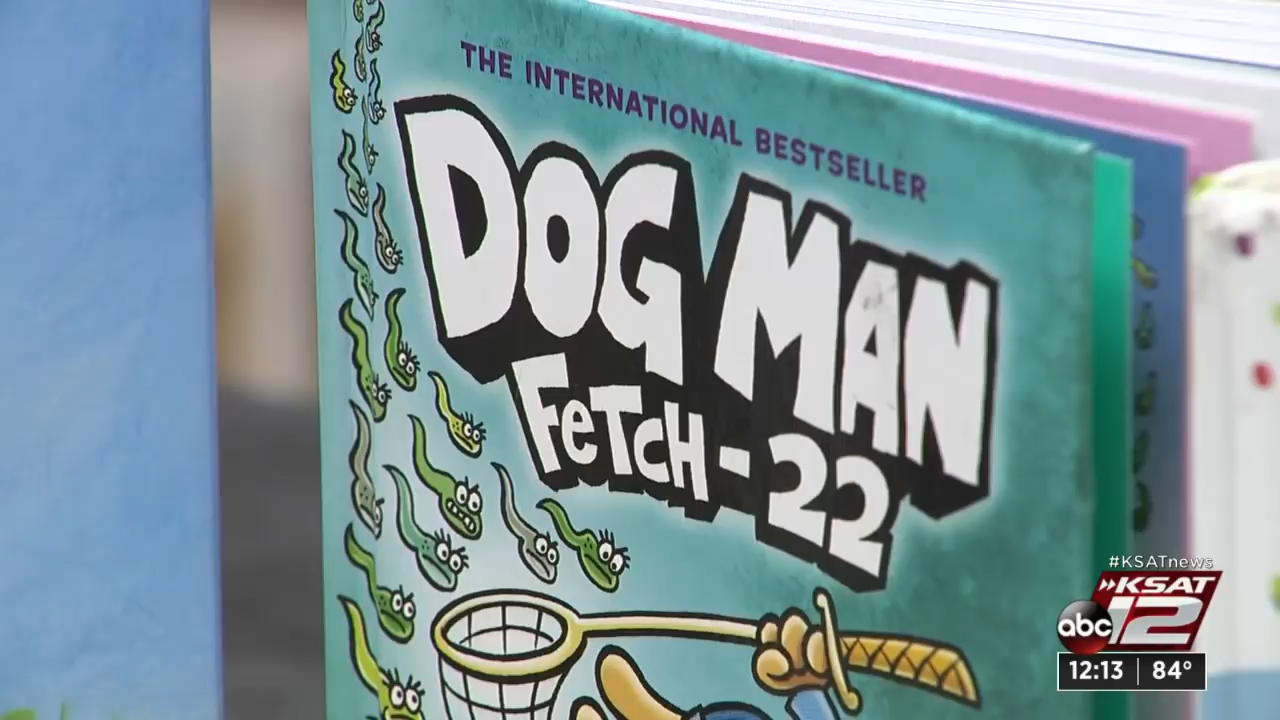 THE INTERNATIONAL BESTSELLER
DOG MAN
FeTCH-22
#KSATnews
»KSAT
abc 12
12:13 | 84°